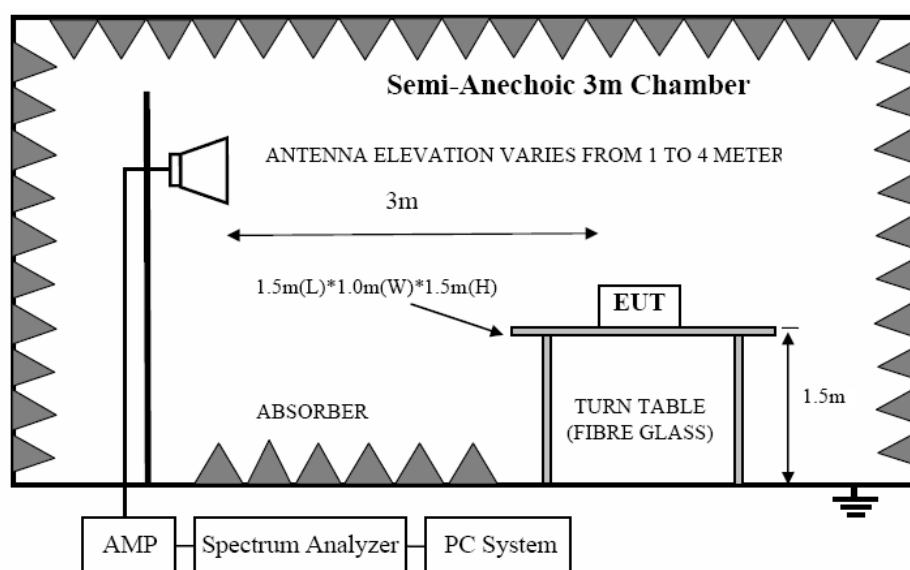 Semi-Anechoic 3m Chamber
ANTENNA ELEVATION VARIES FROM 1 TO 4 METER
3m
1.5m(L)*1.0m(W)*1.5m(H)
EUT
1.5m
ABSORBER
TURN TABLE
(FIBRE GLASS)
AMP
Spectrum Analyzer
PC System